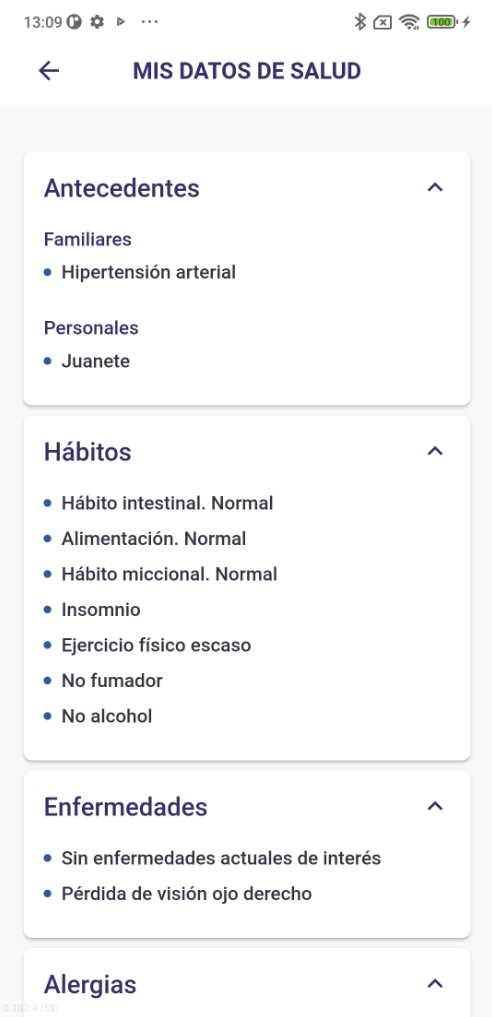 13:09
100
MIS DATOS DE SALUD
Antecedentes
Familiares
• Hipertensión arterial
Personales
• Juanete
Hábitos
• Hábito intestinal. Normal
• Alimentación. Normal
• Hábito miccional. Normal
• Insomnio
• Ejercicio físico escaso
• No fumador
• No alcohol
Enfermedades
• Sin enfermedades actuales de interés
• Pérdida de visión ojo derecho
Alergias
0.102.4 (58)